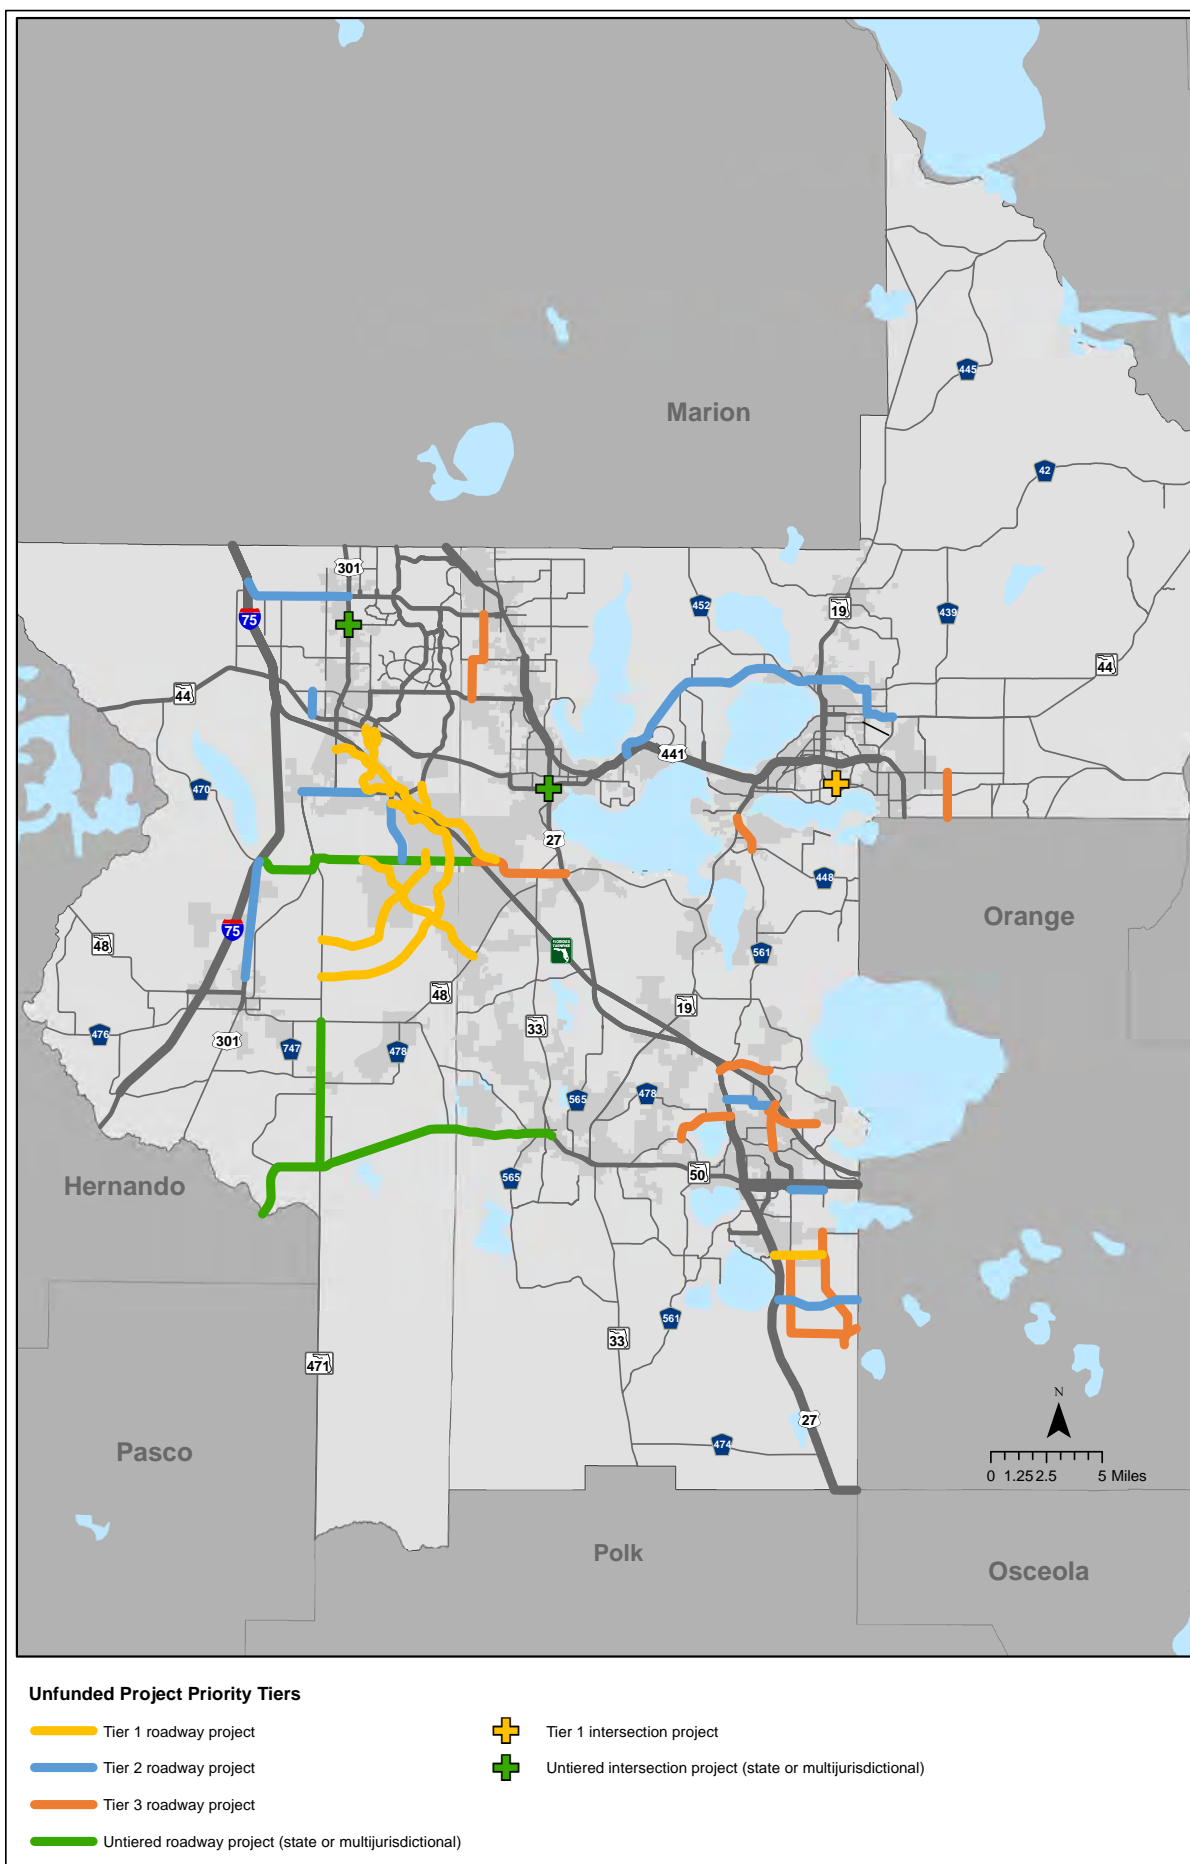 Marion
445
42
301
75
452
19
439
44
44
441
470
27
448
Orange
48
75
561
FLORIDA'S TURNPIKE
48
19
476
301
33
747
478
478
565
Hernando
565
50
561
33
471
27
N
Pasco
474
0 1.25 2.5 5 Miles
Polk
Osceola
Unfunded Project Priority Tiers
Tier 1 roadway project
Tier 1 intersection project
Tier 2 roadway project
Untiered intersection project (state or multijurisdictional)
Tier 3 roadway project
Untiered roadway project (state or multijurisdictional)